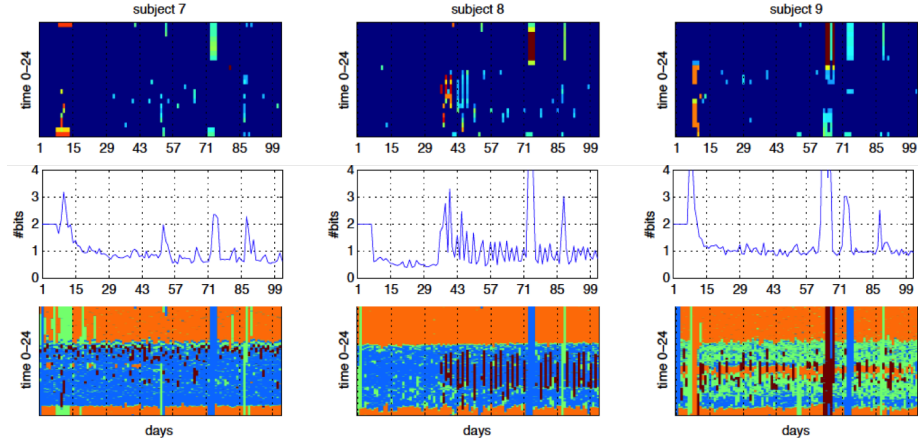 subject 7 subject 8 subject 9
time 0–24 time 0–24 time 0–24
1 15 29 43 57 71 85 99 1 15 29 43 57 71 85 99 1 15 29 43 57 71 85 99
4 4 4
3 3 3
#bits #bits #bits
2 2 2
1 1 1
0 0 0
1 15 29 43 57 71 85 99 1 15 29 43 57 71 85 99 1 15 29 43 57 71 85 99
time 0–24 time 0–24 time 0–24
days days days